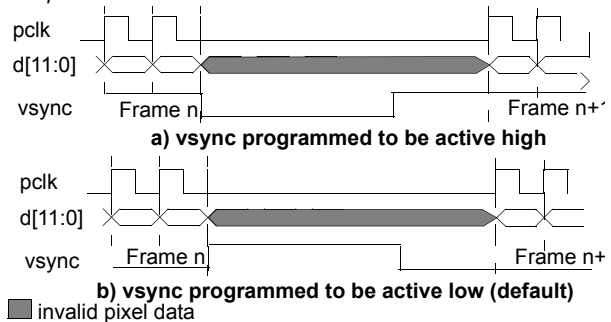 pclk
d[11:0]
vsync
Frame n
Frame n+1
a) vsync programmed to be active high
pclk
d[11:0]
vsync
Frame n
Frame n+
b) vsync programmed to be active low (default)
invalid pixel data